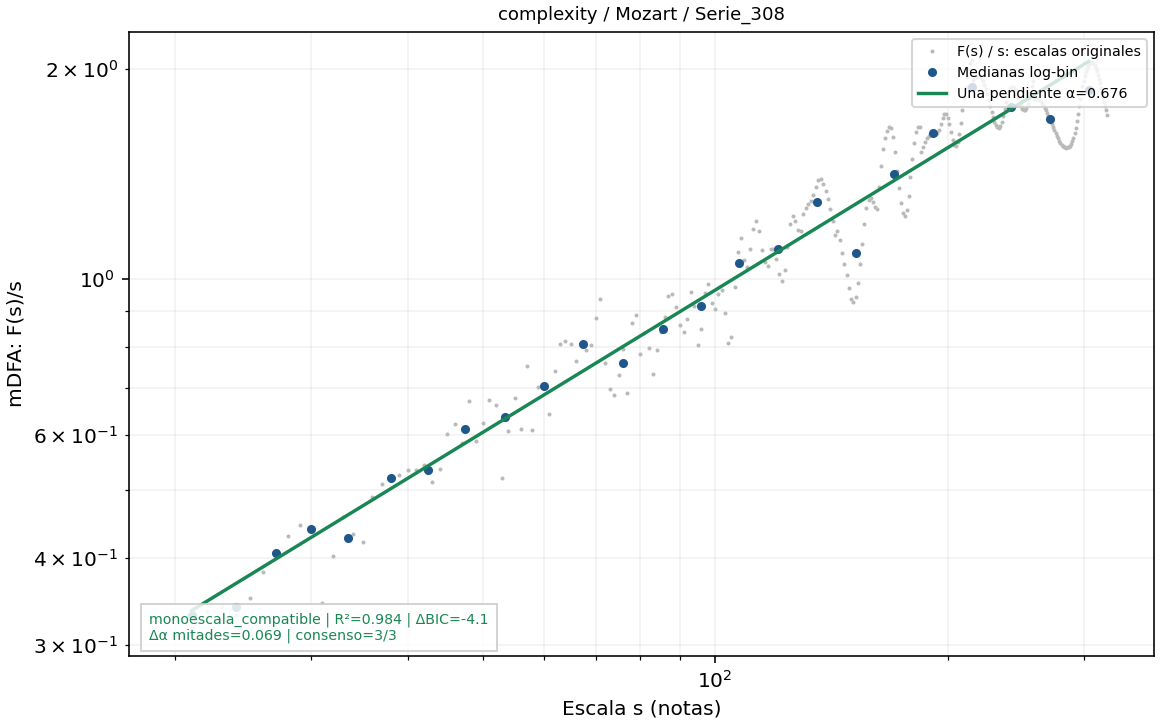 complexity / Mozart / Serie_308
F(s) / s: escalas originales
Medianas log-bin
Una pendiente α=0.676
mDFA: F(s)/s
2 × 10⁰
10⁰
6 × 10⁻¹
4 × 10⁻¹
3 × 10⁻¹
monoescala_compatible | R²=0.984 | ΔBIC=-4.1
Δα mitades=0.069 | consenso=3/3
10²
Escala s (notas)